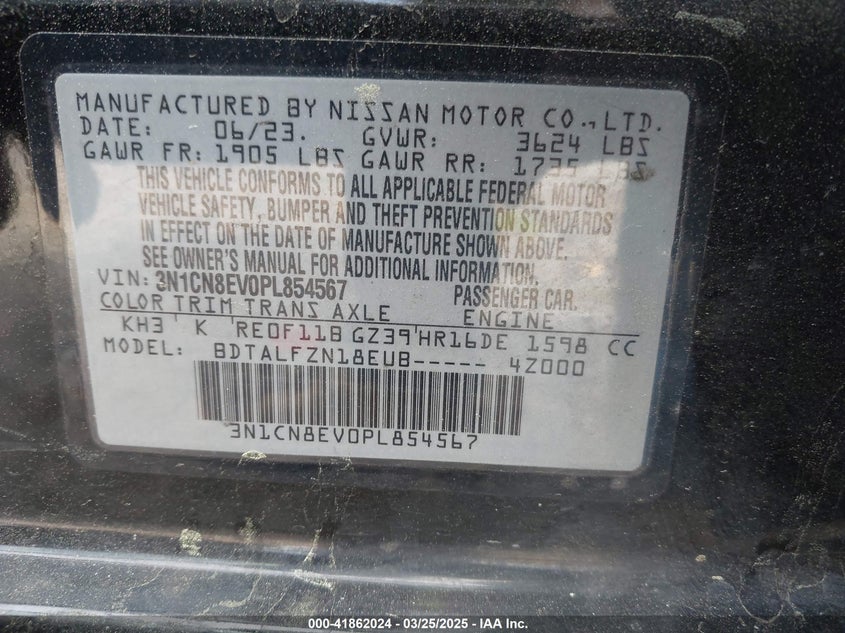 MANUFACTURED BY NISSAN MOTOR CO.,LTD.
DATE: 06/23. GVWR: 3624 LBS
GAWR FR: 1905 LBS GAWR RR: 1735 LBS
THIS VEHICLE CONFORMS TO ALL APPLICABLE FEDERAL MOTOR
VEHICLE SAFETY, BUMPER AND THEFT PREVENTION STANDARDS
IN EFFECT ON THE DATE OF MANUFACTURE SHOWN ABOVE.
SEE OWNER'S MANUAL FOR ADDITIONAL INFORMATION.
VIN: 3N1CN8EV0PL854567 PASSENGER CAR.
COLOR TRIM TRANS AXLE ENGINE
KH3 K RE0F11B GZ39 HR16DE 1598 CC
MODEL: BDTALFZN18EUB----- 4Z000
3N1CN8EV0PL854567
000-41862024 - 03/25/2025 - IAA Inc.